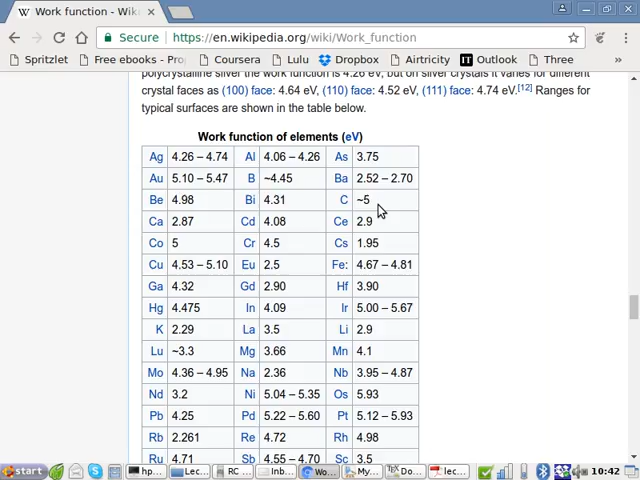 W Work function - Wik
Secure https://en.wikipedia.org/wiki/Work_function
Spritzlet Free ebooks - Pro Coursera Lulu Dropbox Airtricity Outlook Three
polycrystalline silver the work function is 4.26 eV, but on silver crystals it varies for different
crystal faces as (100) face: 4.64 eV, (110) face: 4.52 eV, (111) face: 4.74 eV.[12] Ranges for
typical surfaces are shown in the table below.
Work function of elements (eV)
Ag 4.26 – 4.74 Al 4.06 – 4.26 As 3.75
Au 5.10 – 5.47 B ~4.45 Ba 2.52 – 2.70
Be 4.98 Bi 4.31 C ~5
Ca 2.87 Cd 4.08 Ce 2.9
Co 5 Cr 4.5 Cs 1.95
Cu 4.53 – 5.10 Eu 2.5 Fe: 4.67 – 4.81
Ga 4.32 Gd 2.90 Hf 3.90
Hg 4.475 In 4.09 Ir 5.00 – 5.67
K 2.29 La 3.5 Li 2.9
Lu ~3.3 Mg 3.66 Mn 4.1
Mo 4.36 – 4.95 Na 2.36 Nb 3.95 – 4.87
Nd 3.2 Ni 5.04 – 5.35 Os 5.93
Pb 4.25 Pd 5.22 – 5.60 Pt 5.12 – 5.93
Rb 2.261 Re 4.72 Rh 4.98
Ru 4.71 Sb 4.55 – 4.70 Sc 3.5
start hp... Lec... RC ... Inb... Wo... My... Do... lec... 10:42